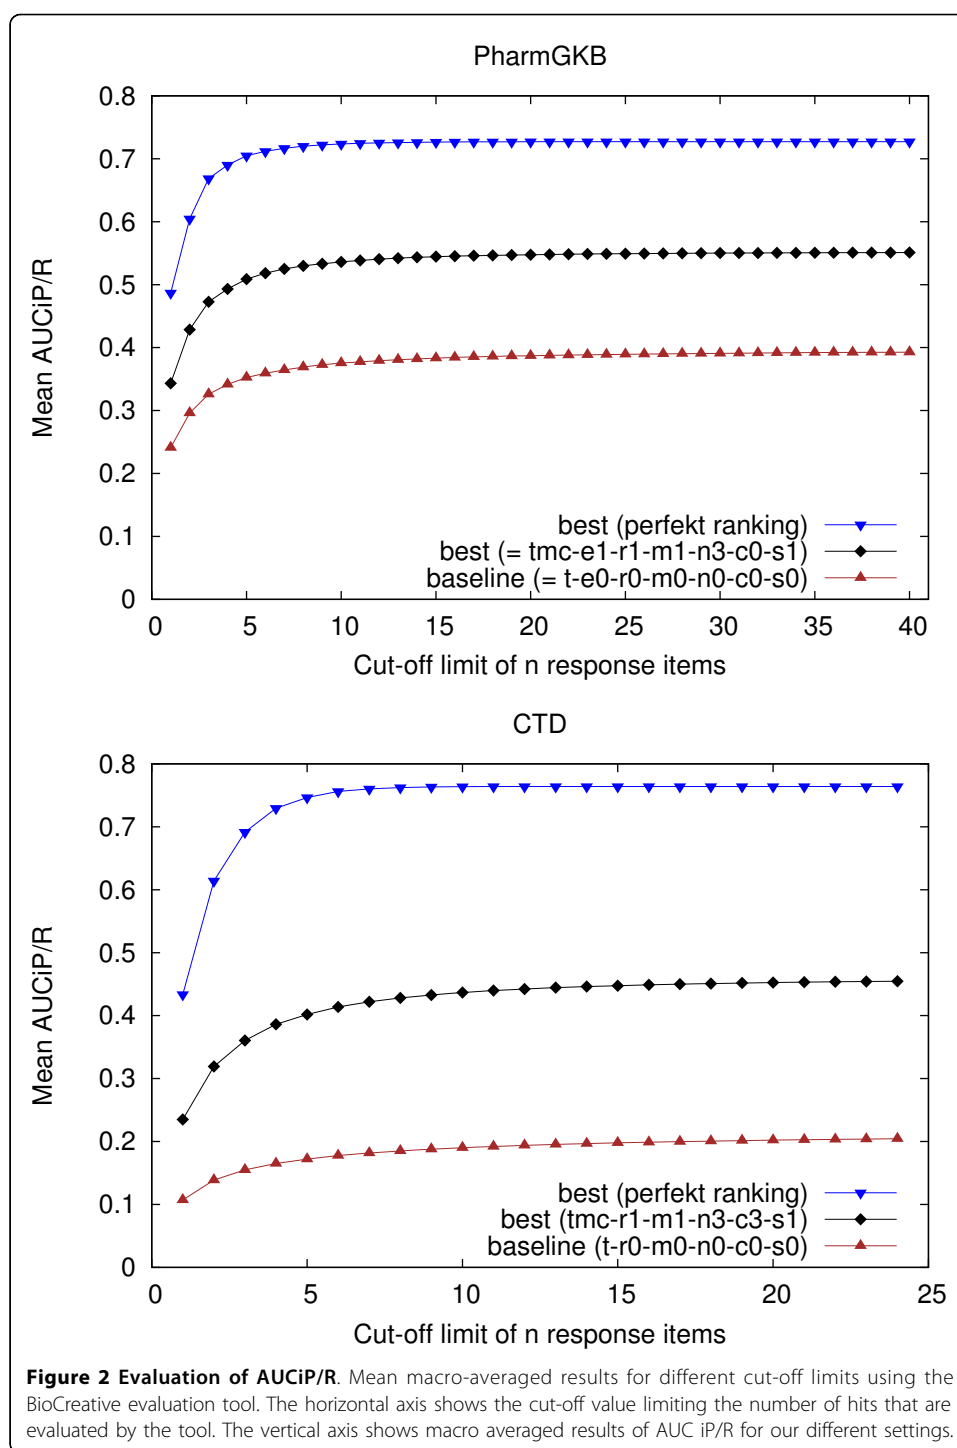 PharmGKB
0.8
0.7
0.6
0.5
0.4
0.3
0.2
0.1
0
Mean AUCiP/R
best (perfekt ranking)
best (= tmc-e1-r1-m1-n3-c0-s1)
baseline (= t-e0-r0-m0-n0-c0-s0)
0 5 10 15 20 25 30 35 40
Cut-off limit of n response items
CTD
0.8
0.7
0.6
0.5
0.4
0.3
0.2
0.1
0
Mean AUCiP/R
best (perfekt ranking)
best (tmc-r1-m1-n3-c3-s1)
baseline (t-r0-m0-n0-c0-s0)
0 5 10 15 20 25
Cut-off limit of n response items
Figure 2 Evaluation of AUCiP/R. Mean macro-averaged results for different cut-off limits using the
BioCreative evaluation tool. The horizontal axis shows the cut-off value limiting the number of hits that are
evaluated by the tool. The vertical axis shows macro averaged results of AUC iP/R for our different settings.